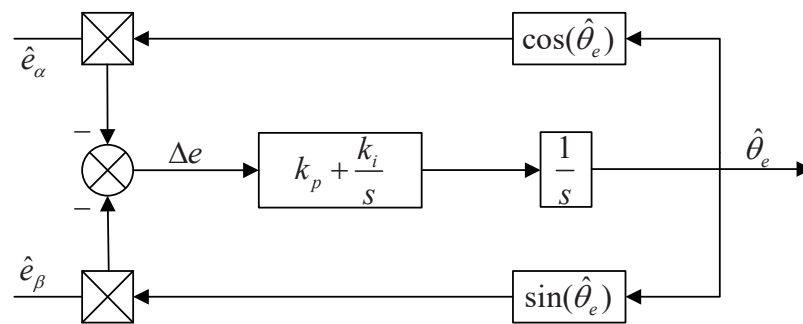 ê_α
cos(θ̂_e)
−
Δe
k_p + k_i/s
1/s
θ̂_e
−
ê_β
sin(θ̂_e)